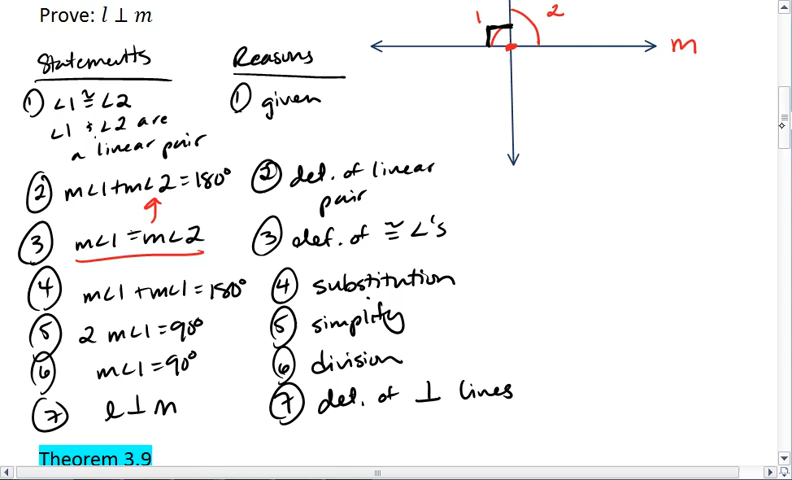 Prove: l ⊥ m
1 2
m
Statements Reasons
① ∠1 ≅ ∠2 ① given
∠1 & ∠2 are
a linear pair
② m∠1 + m∠2 = 180° ② def. of linear
pair
③ m∠1 = m∠2 ③ def. of ≅ ∠'s
④ m∠1 + m∠1 = 180° ④ substitution
⑤ 2 m∠1 = 90° ⑤ simplify
⑥ m∠1 = 90° ⑥ division
⑦ l ⊥ m ⑦ def. of ⊥ lines
Theorem 3.9